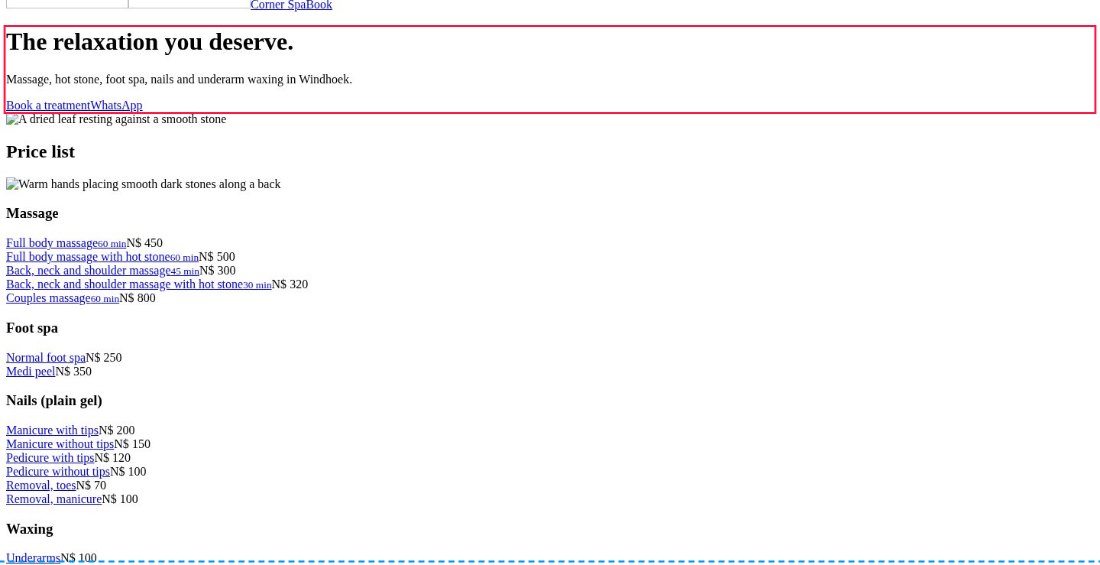 Corner SpaBook
The relaxation you deserve.
Massage, hot stone, foot spa, nails and underarm waxing in Windhoek.
Book a treatmentWhatsApp
A dried leaf resting against a smooth stone
Price list
Warm hands placing smooth dark stones along a back
Massage
Full body massage60 minN$ 450
Full body massage with hot stone60 minN$ 500
Back, neck and shoulder massage45 minN$ 300
Back, neck and shoulder massage with hot stone30 minN$ 320
Couples massage60 minN$ 800
Foot spa
Normal foot spaN$ 250
Medi peelN$ 350
Nails (plain gel)
Manicure with tipsN$ 200
Manicure without tipsN$ 150
Pedicure with tipsN$ 120
Pedicure without tipsN$ 100
Removal, toesN$ 70
Removal, manicureN$ 100
Waxing
UnderarmsN$ 100